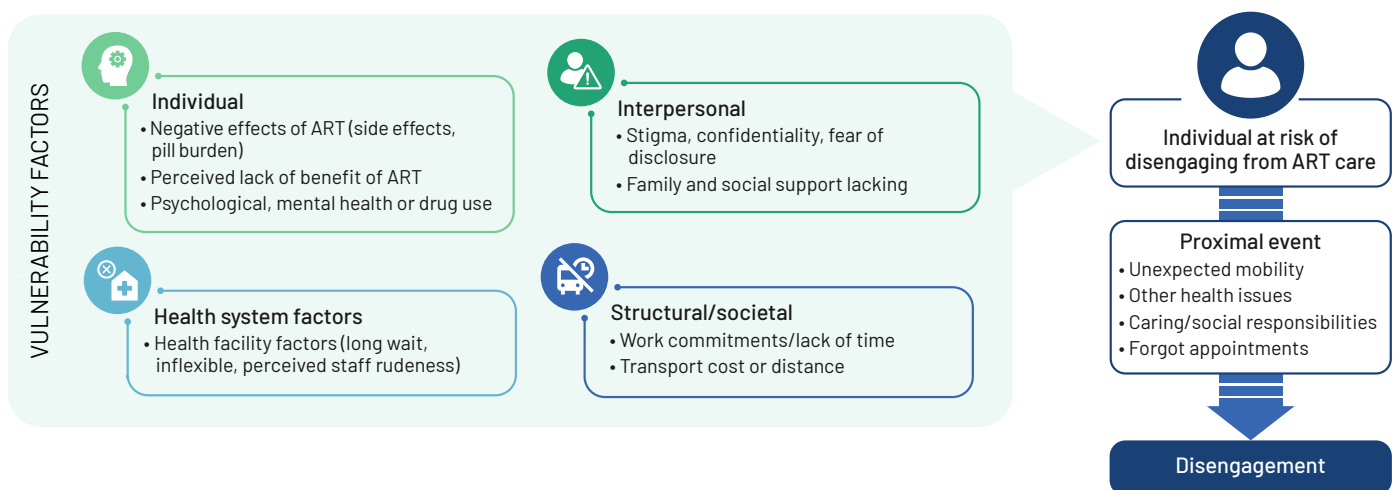 VULNERABILITY FACTORS
Individual
• Negative effects of ART (side effects,
pill burden)
• Perceived lack of benefit of ART
• Psychological, mental health or drug use
Interpersonal
• Stigma, confidentiality, fear of
disclosure
• Family and social support lacking
Health system factors
• Health facility factors (long wait,
inflexible, perceived staff rudeness)
Structural/societal
• Work commitments/lack of time
• Transport cost or distance
Individual at risk of
disengaging from ART care
Proximal event
• Unexpected mobility
• Other health issues
• Caring/social responsibilities
• Forgot appointments
Disengagement